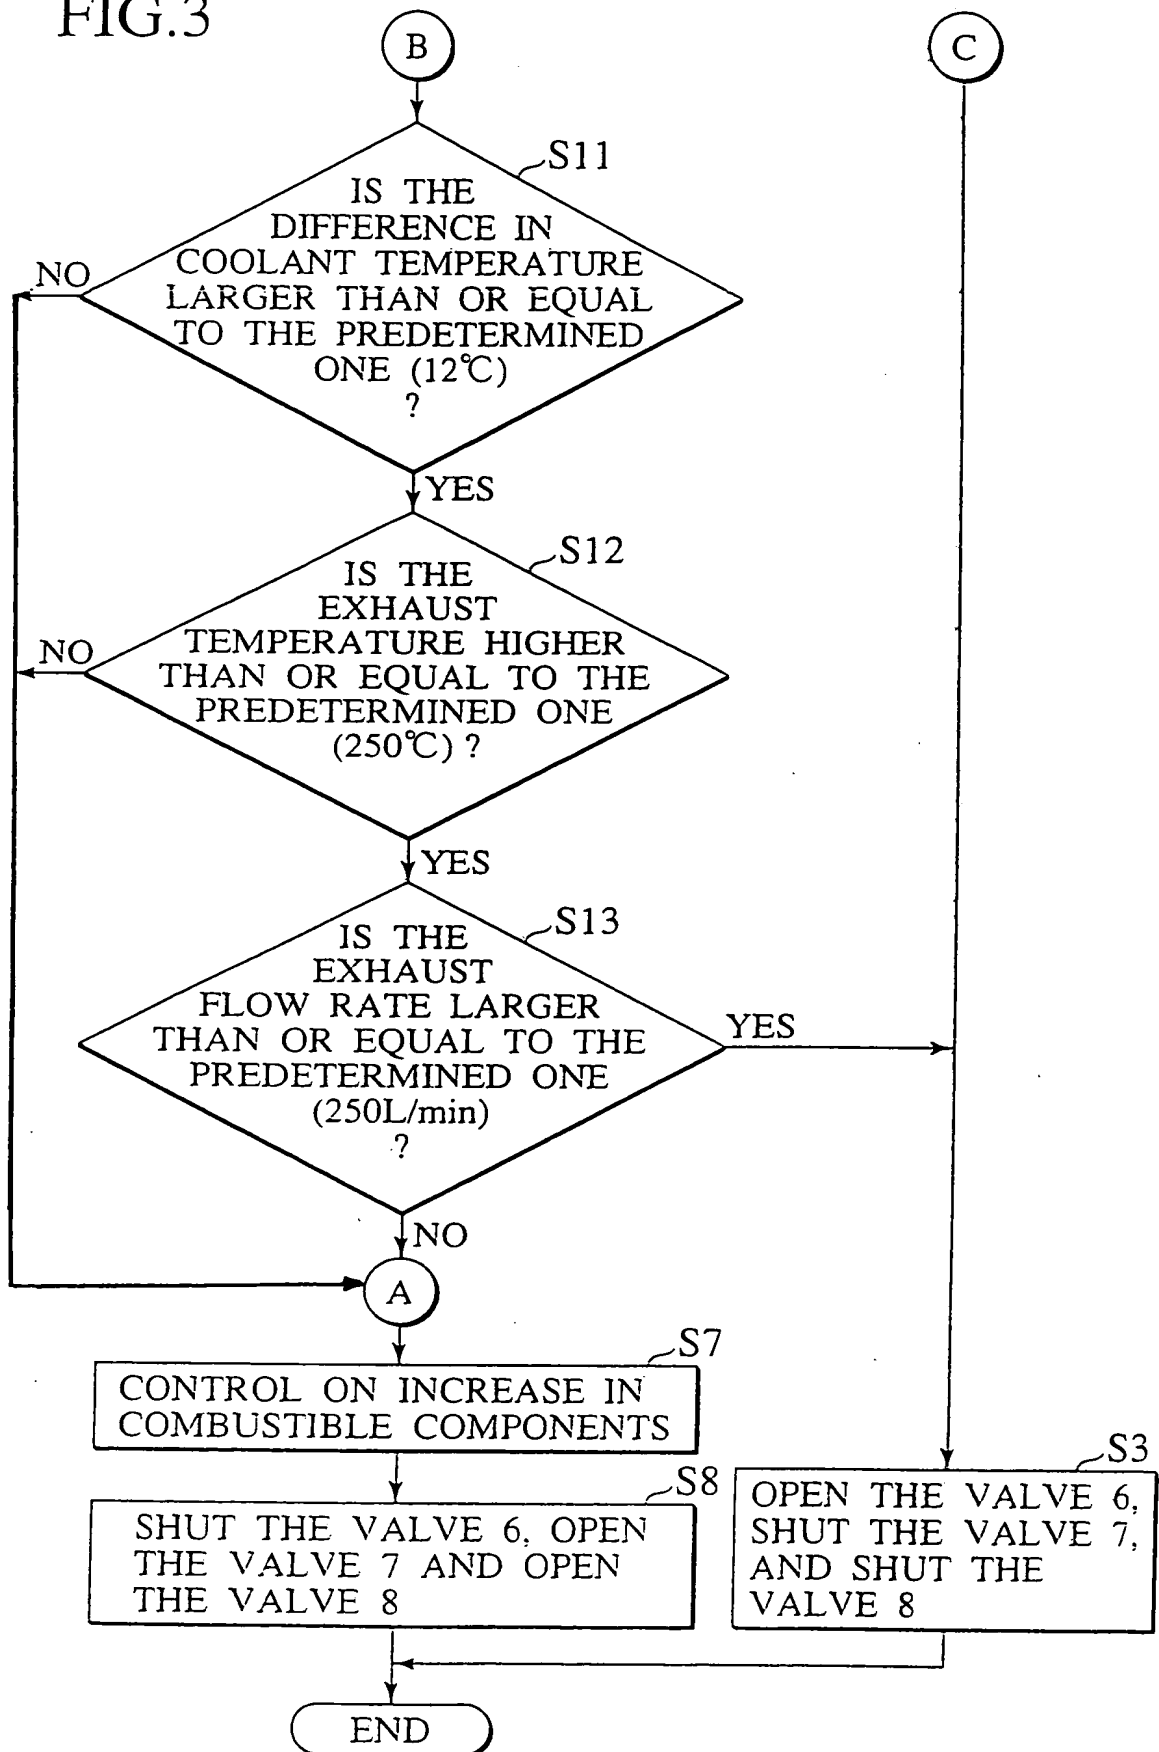 FIG.3
B
C
S11
IS THE
DIFFERENCE IN
COOLANT TEMPERATURE
LARGER THAN OR EQUAL
TO THE PREDETERMINED
ONE (12℃)
?
NO
YES
S12
IS THE
EXHAUST
TEMPERATURE HIGHER
THAN OR EQUAL TO THE
PREDETERMINED ONE
(250℃) ?
NO
YES
S13
IS THE
EXHAUST
FLOW RATE LARGER
THAN OR EQUAL TO THE
PREDETERMINED ONE
(250L/min)
?
YES
NO
A
S7
CONTROL ON INCREASE IN
COMBUSTIBLE COMPONENTS
S8
SHUT THE VALVE 6, OPEN
THE VALVE 7 AND OPEN
THE VALVE 8
S3
OPEN THE VALVE 6,
SHUT THE VALVE 7,
AND SHUT THE
VALVE 8
END